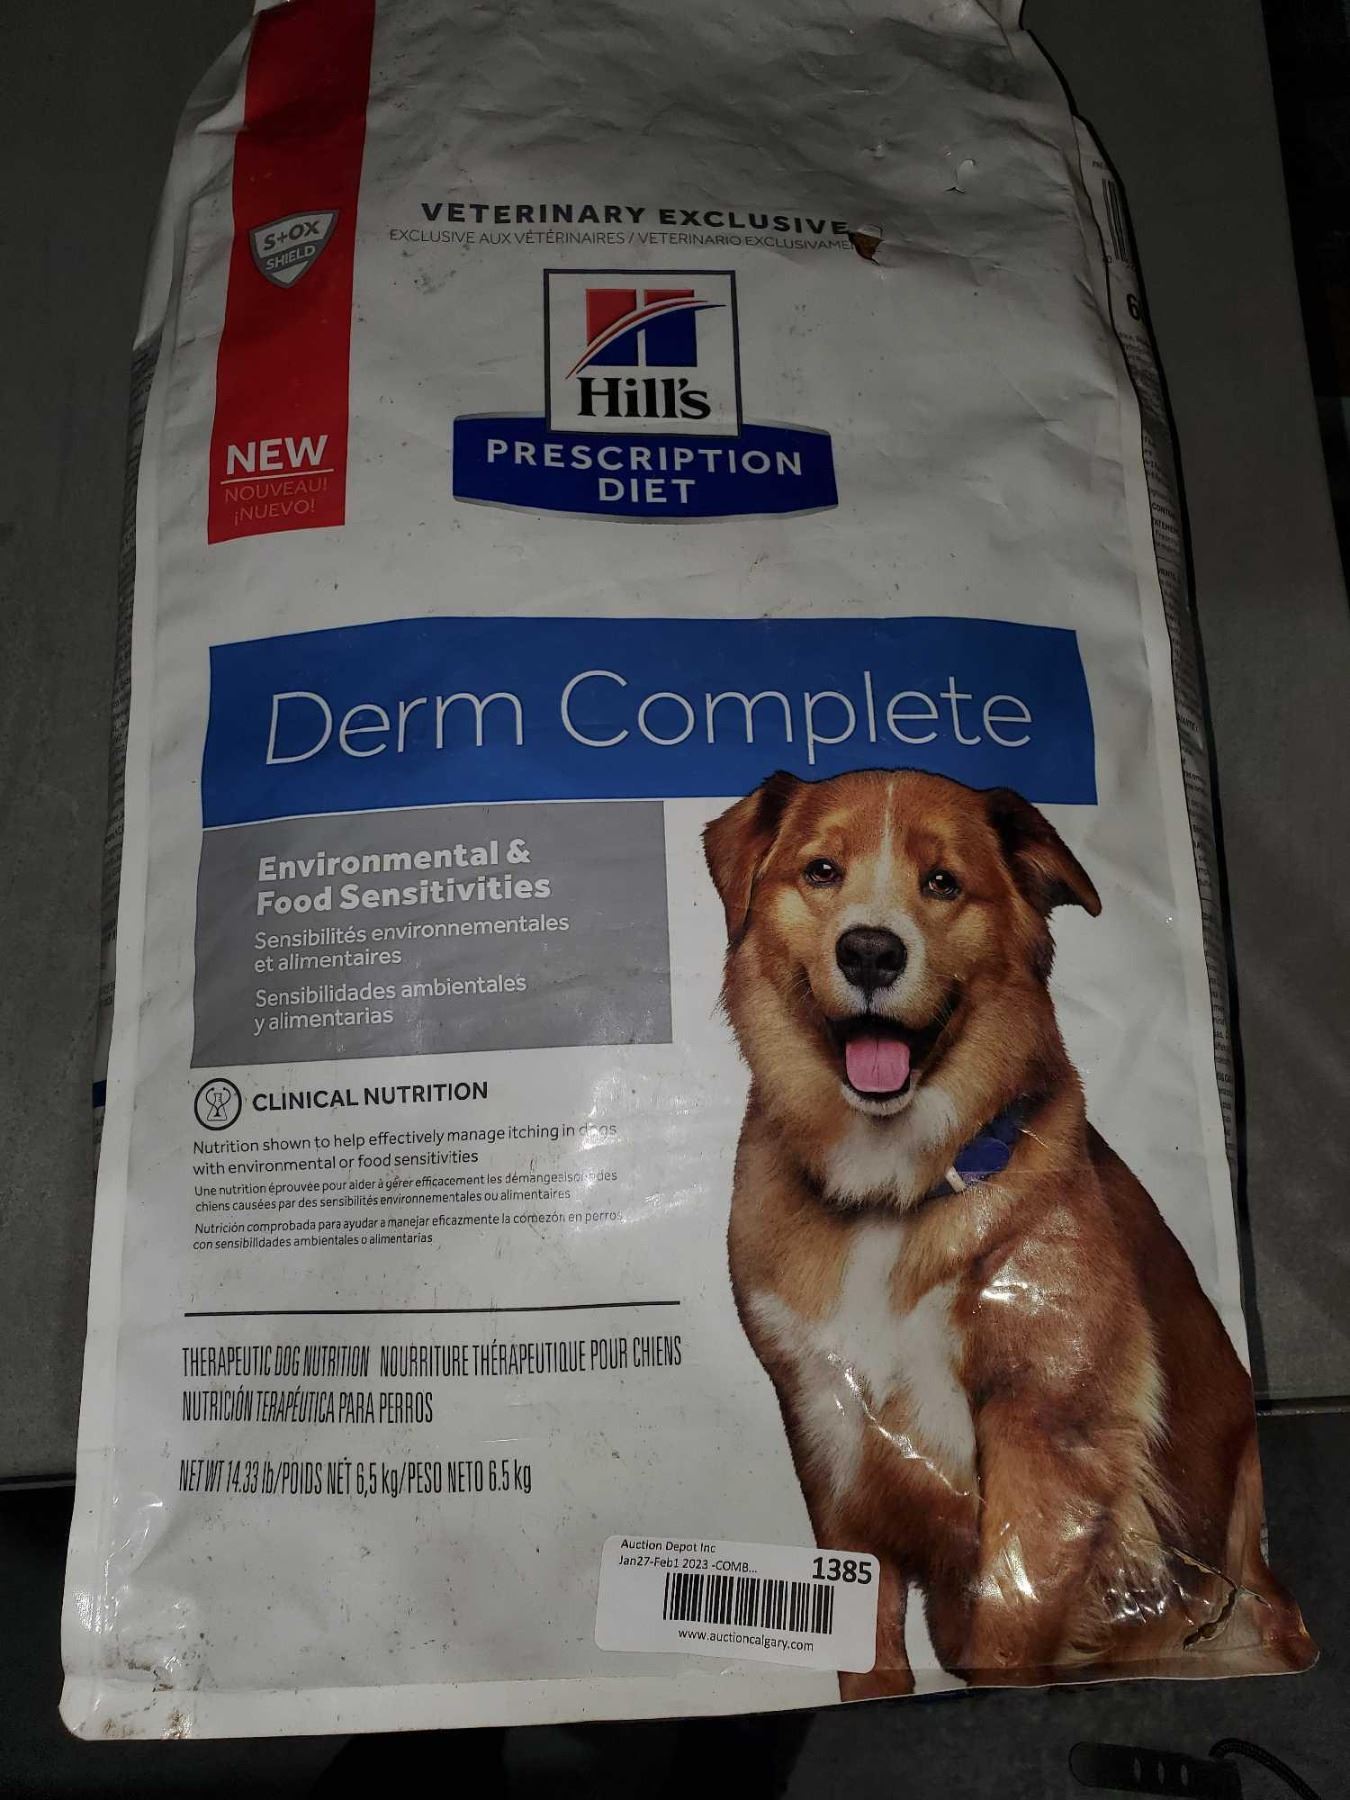 VETERINARY EXCLUSIVE
EXCLUSIVE AUX VÉTÉRINAIRES / VETERINARIO
S+OX
SHIELD
Hill's
PRESCRIPTION
DIET
NEW
NOUVEAU!
¡NUEVO!
Derm Complete
Environmental &
Food Sensitivities
Sensibilités environnementales
et alimentaires
Sensibilidades ambientales
y alimentarias
CLINICAL NUTRITION
Nutrition shown to help effectively manage itching in dogs
with environmental or food sensitivities
Une nutrition éprouvée pour aider à gérer efficacement les démangeaisons des
chiens causées par des sensibilités environnementales ou alimentaires
Nutrición comprobada para ayudar a manejar eficazmente la comezón en perros
con sensibilidades ambientales o alimentarias
THERAPEUTIC DOG NUTRITION NOURRITURE THÉRAPEUTIQUE POUR CHIENS
NUTRICIÓN TERAPÉUTICA PARA PERROS
NET WT 14.33 lb/POIDS NET 6,5 kg/PESO NETO 6.5 kg
Auction Depot Inc
Jan27-Feb1 2023 -COMB... 1385
www.auctioncalgary.com